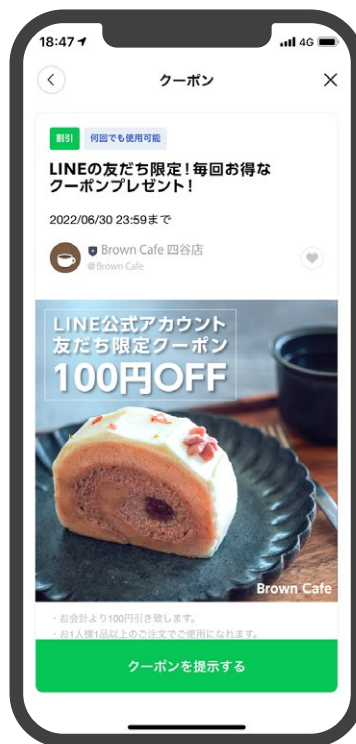 18:47
4G
クーポン
割引 何回でも使用可能
LINEの友だち限定!毎回お得な
クーポンプレゼント!
2022/06/30 23:59まで
Brown Cafe 四谷店
@Brown Cafe
LINE公式アカウント
友だち限定クーポン
100円OFF
Brown Cafe
・お会計より100円引き致します。
・お1人様1品以上のご注文でご使用になれます。
クーポンを提示する